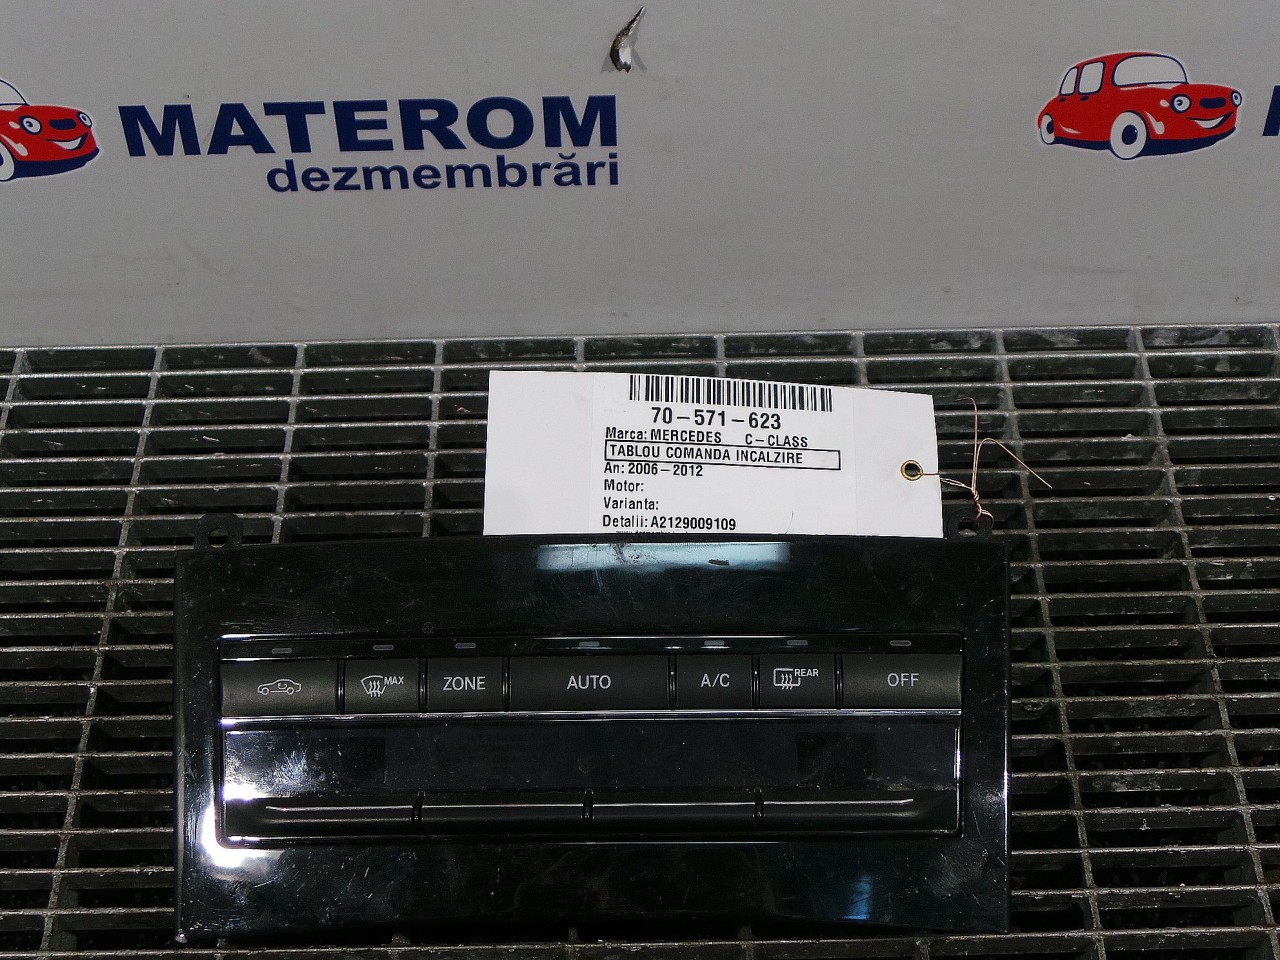 MATEROM
dezmembrări
70-571-623
Marca: MERCEDES C-CLASS
TABLOU COMANDA INCALZIRE
An: 2006-2012
Motor:
Varianta:
Detalii: A2129009109
MAX
ZONE
AUTO
A/C
REAR
OFF